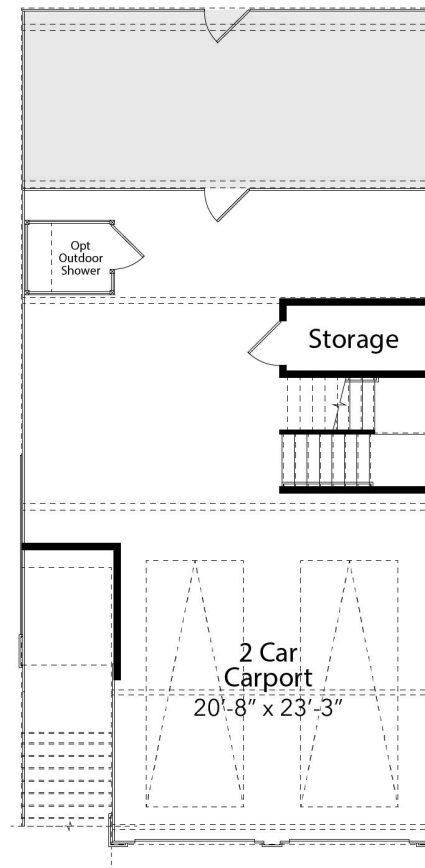 Opt
Outdoor
Shower
Storage
2 Car
Carport
20'-8" x 23'-3"